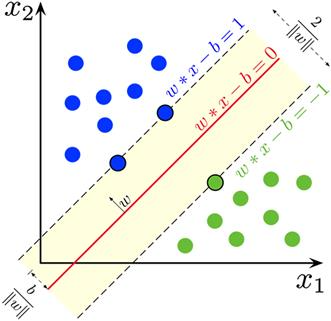 x₂
w * x − b = 1
2
‖w‖
w * x − b = 0
w * x − b = −1
w
b
‖w‖
x₁